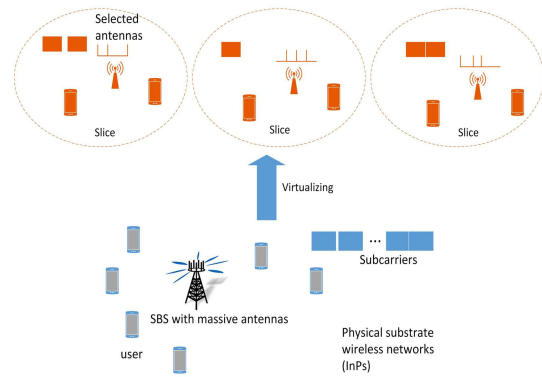 Selected
antennas
Slice
Slice
Slice
Virtualizing
...
Subcarriers
SBS with massive antennas
user
Physical substrate
wireless networks
(InPs)